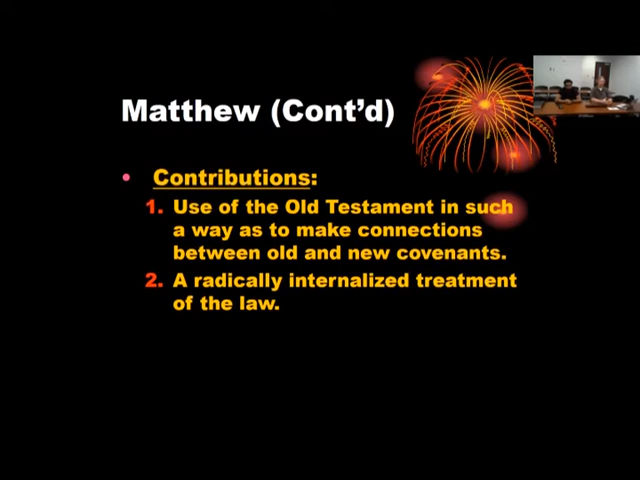 Matthew (Cont’d)
• Contributions:
1. Use of the Old Testament in such
a way as to make connections
between old and new covenants.
2. A radically internalized treatment
of the law.